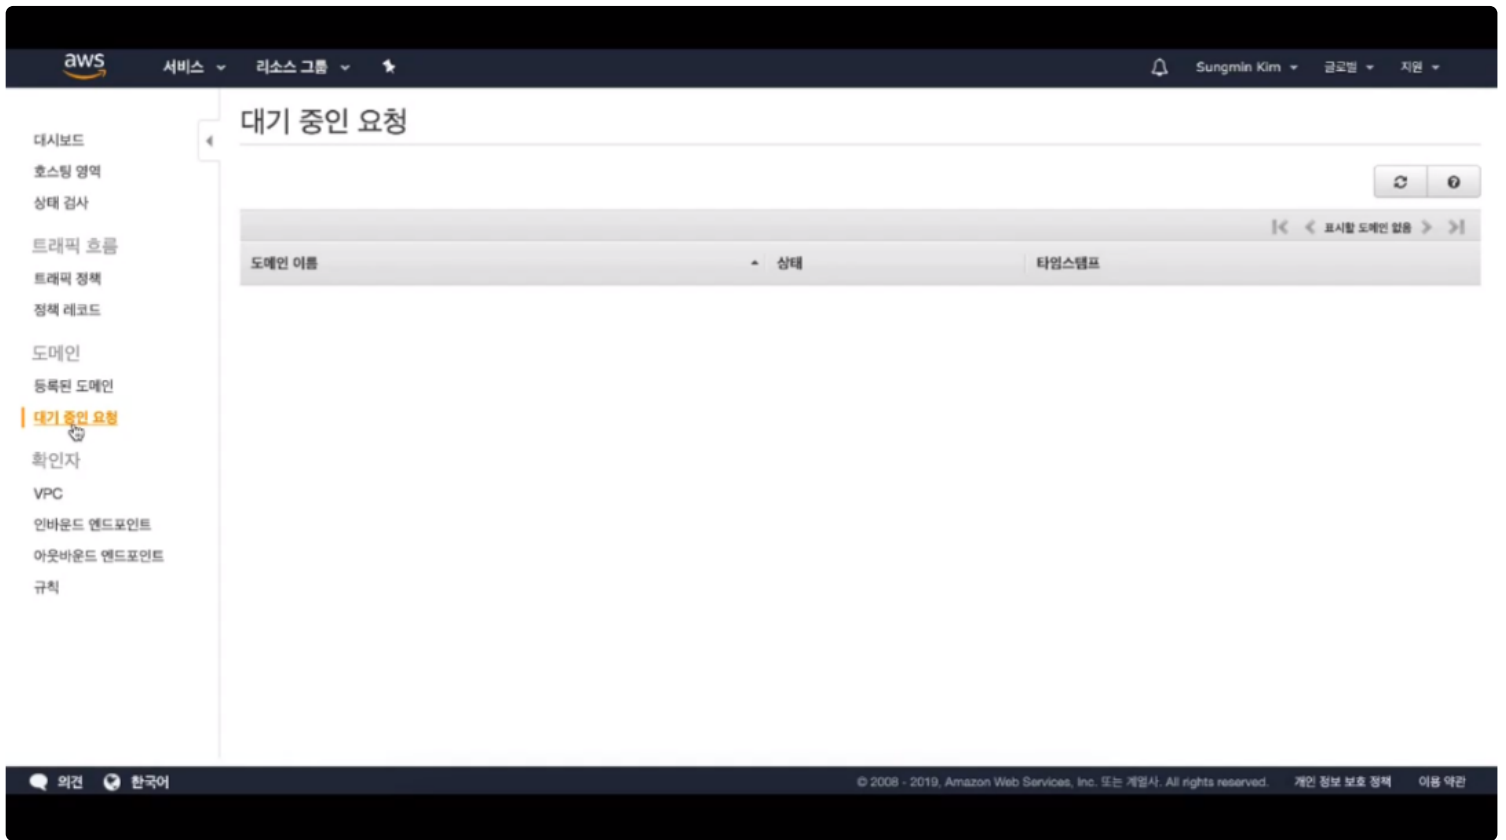 aws 서비스 리소스 그룹 Sungmin Kim 글로벌 지원
대기 중인 요청
대시보드
호스팅 영역
상태 검사
트래픽 흐름
트래픽 정책
정책 레코드
도메인
등록된 도메인
대기 중인 요청
확인자
VPC
인바운드 엔드포인트
아웃바운드 엔드포인트
규칙
표시할 도메인 없음
도메인 이름 상태 타임스탬프
의견 한국어 © 2008 - 2019, Amazon Web Services, Inc. 또는 계열사. All rights reserved. 개인 정보 보호 정책 이용 약관